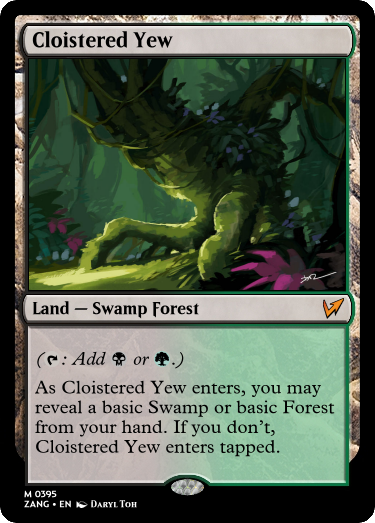 Cloistered Yew
Land — Swamp Forest
(: Add or .)
As Cloistered Yew enters, you may
reveal a basic Swamp or basic Forest
from your hand. If you don't,
Cloistered Yew enters tapped.
M 0395
ZANG • EN Daryl Toh